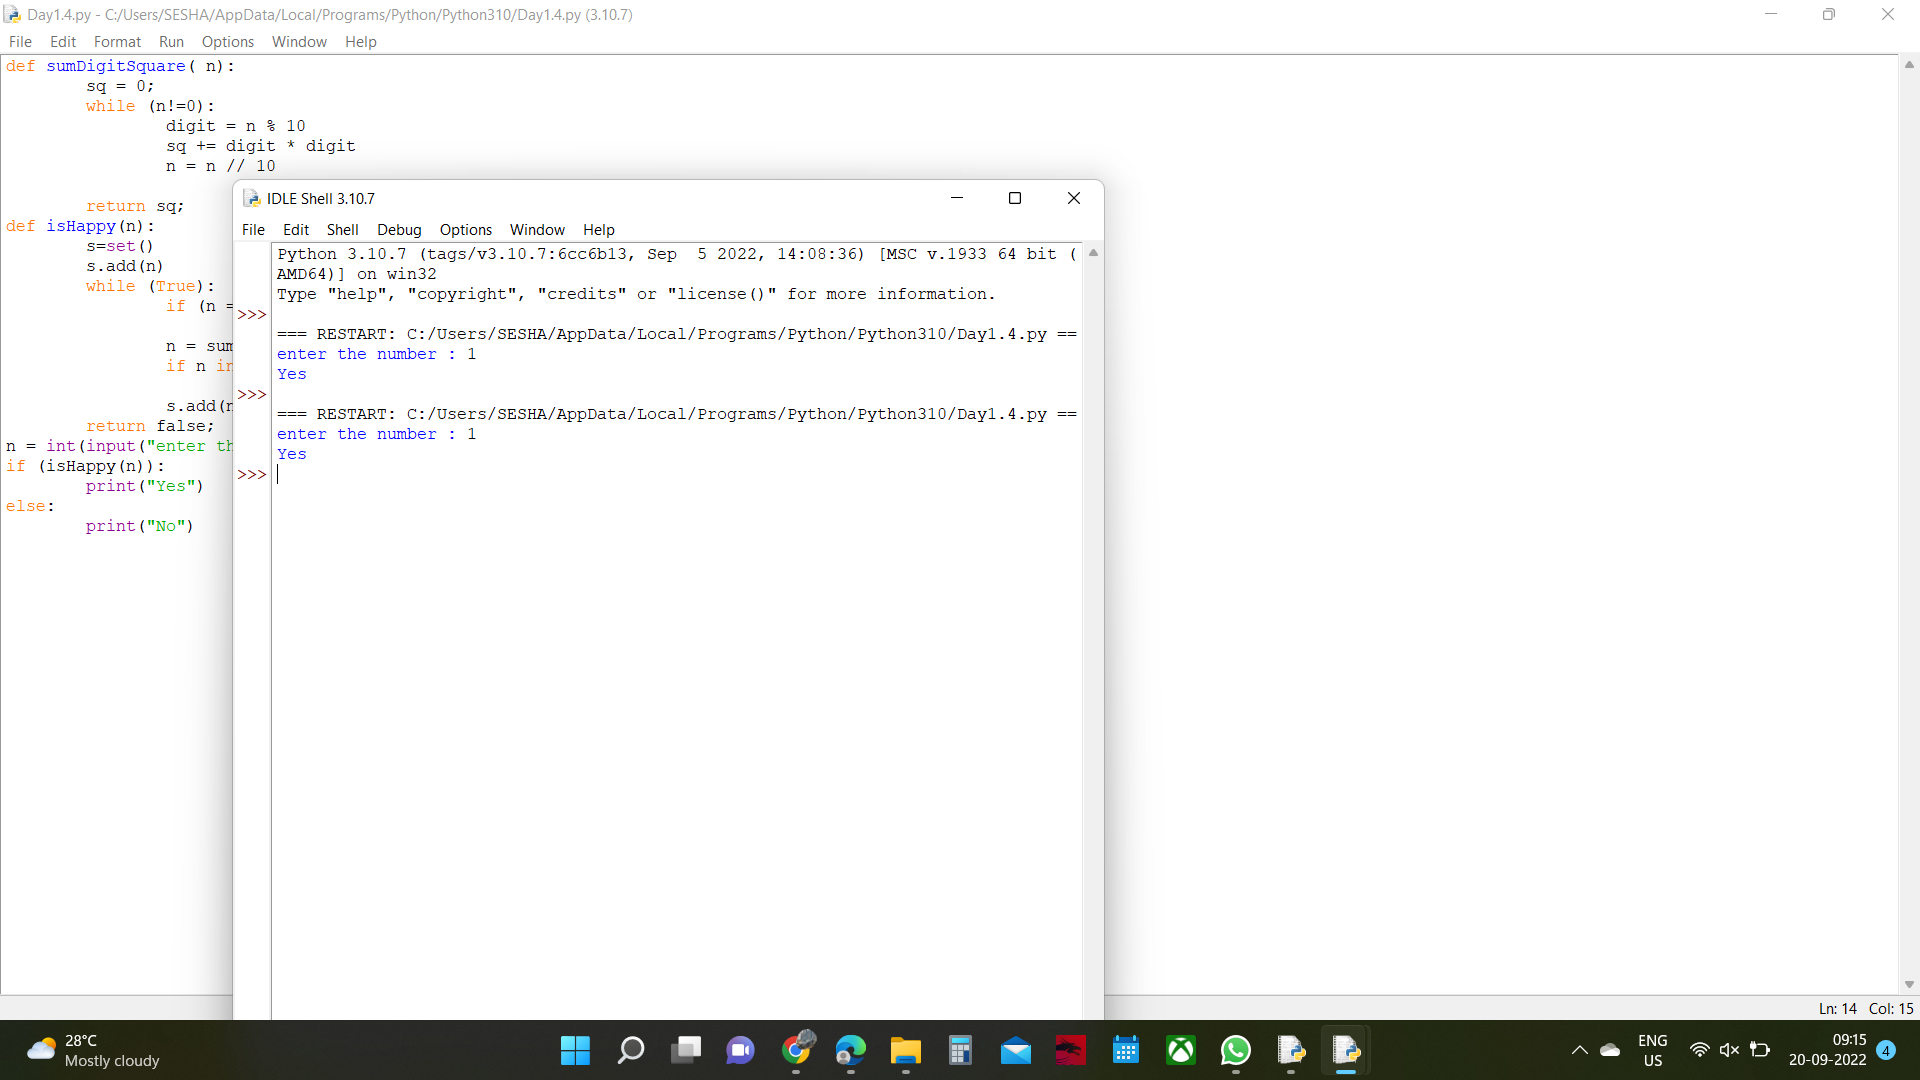 Day1.4.py - C:/Users/SESHA/AppData/Local/Programs/Python/Python310/Day1.4.py (3.10.7)
File Edit Format Run Options Window Help
def sumDigitSquare( n):
sq = 0;
while (n!=0):
digit = n % 10
sq += digit * digit
n = n // 10
return sq;
def isHappy(n):
s=set()
s.add(n)
while (True):
if (n =
n = sum
if n in
s.add(n
return false;
n = int(input("enter th
if (isHappy(n)):
print("Yes")
else:
print("No")
IDLE Shell 3.10.7
File Edit Shell Debug Options Window Help
Python 3.10.7 (tags/v3.10.7:6cc6b13, Sep  5 2022, 14:08:36) [MSC v.1933 64 bit (
AMD64)] on win32
Type "help", "copyright", "credits" or "license()" for more information.
>>>
=== RESTART: C:/Users/SESHA/AppData/Local/Programs/Python/Python310/Day1.4.py ==
enter the number : 1
Yes
>>>
=== RESTART: C:/Users/SESHA/AppData/Local/Programs/Python/Python310/Day1.4.py ==
enter the number : 1
Yes
>>>
Ln: 14 Col: 15
28°C
Mostly cloudy
ENG
US
09:15
20-09-2022
4